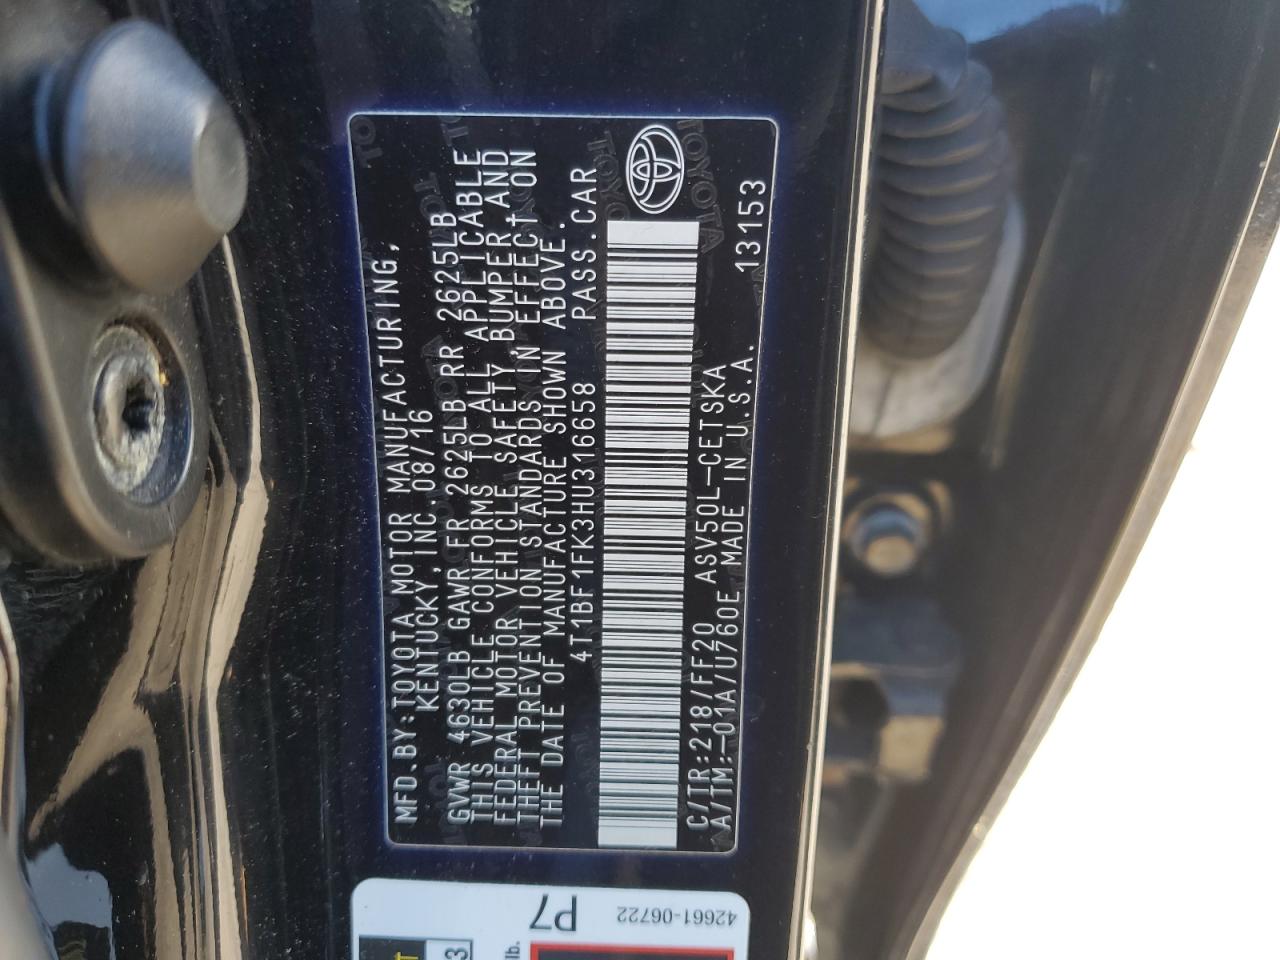 MFD.BY:TOYOTA MOTOR MANUFACTURING,
KENTUCKY,INC. 08/16
GVWR 4630LB GAWR FR 2625LB RR 2625LB
THIS VEHICLE CONFORMS TO ALL APPLICABLE
FEDERAL MOTOR VEHICLE SAFETY, BUMPER, AND
THEFT PREVENTION STANDARDS IN EFFECT ON
THE DATE OF MANUFACTURE SHOWN ABOVE.
4T1BF1FK3HU316658 PASS.CAR
C/TR:218/FF20 ASV50L-CETSKA
A/TM:-01A/U760E MADE IN U.S.A. 13153
TOYOTA
P7
42661-06722
3
lb.